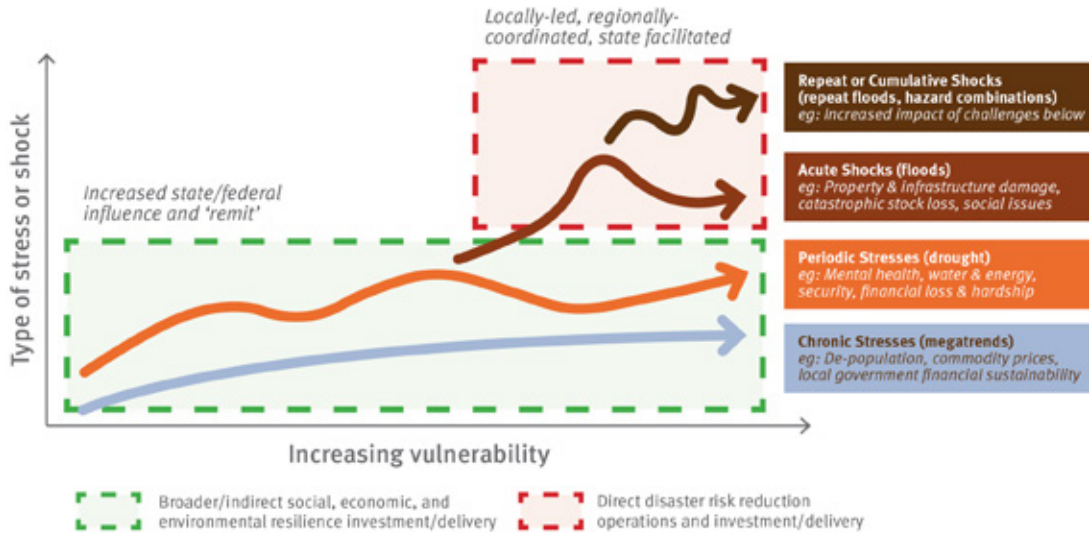 Locally-led, regionally-
coordinated, state facilitated
Type of stress or shock
Increased state/federal
influence and ‘remit’
Repeat or Cumulative Shocks
(repeat floods, hazard combinations)
eg: Increased impact of challenges below
Acute Shocks (floods)
eg: Property & infrastructure damage,
catastrophic stock loss, social issues
Periodic Stresses (drought)
eg: Mental health, water & energy,
security, financial loss & hardship
Chronic Stresses (megatrends)
eg: De-population, commodity prices,
local government financial sustainability
Increasing vulnerability
Broader/indirect social, economic, and
environmental resilience investment/delivery
Direct disaster risk reduction
operations and investment/delivery